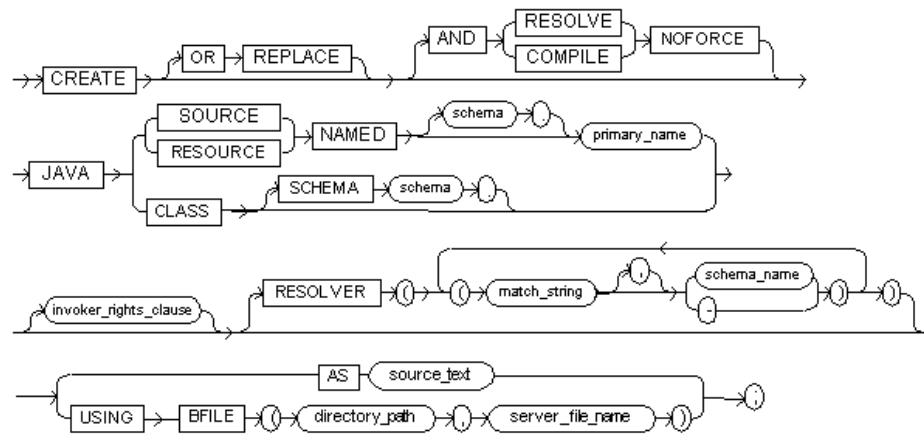 RESOLVE
AND
NOFORCE
OR REPLACE
COMPILE
CREATE
SOURCE
schema .
NAMED
primary_name
RESOURCE
JAVA
SCHEMA schema .
CLASS
RESOLVER ( ( match_string , schema_name ) )
-
invoker_rights_clause
AS source_text
USING BFILE ( directory_path , server_file_name ) ;